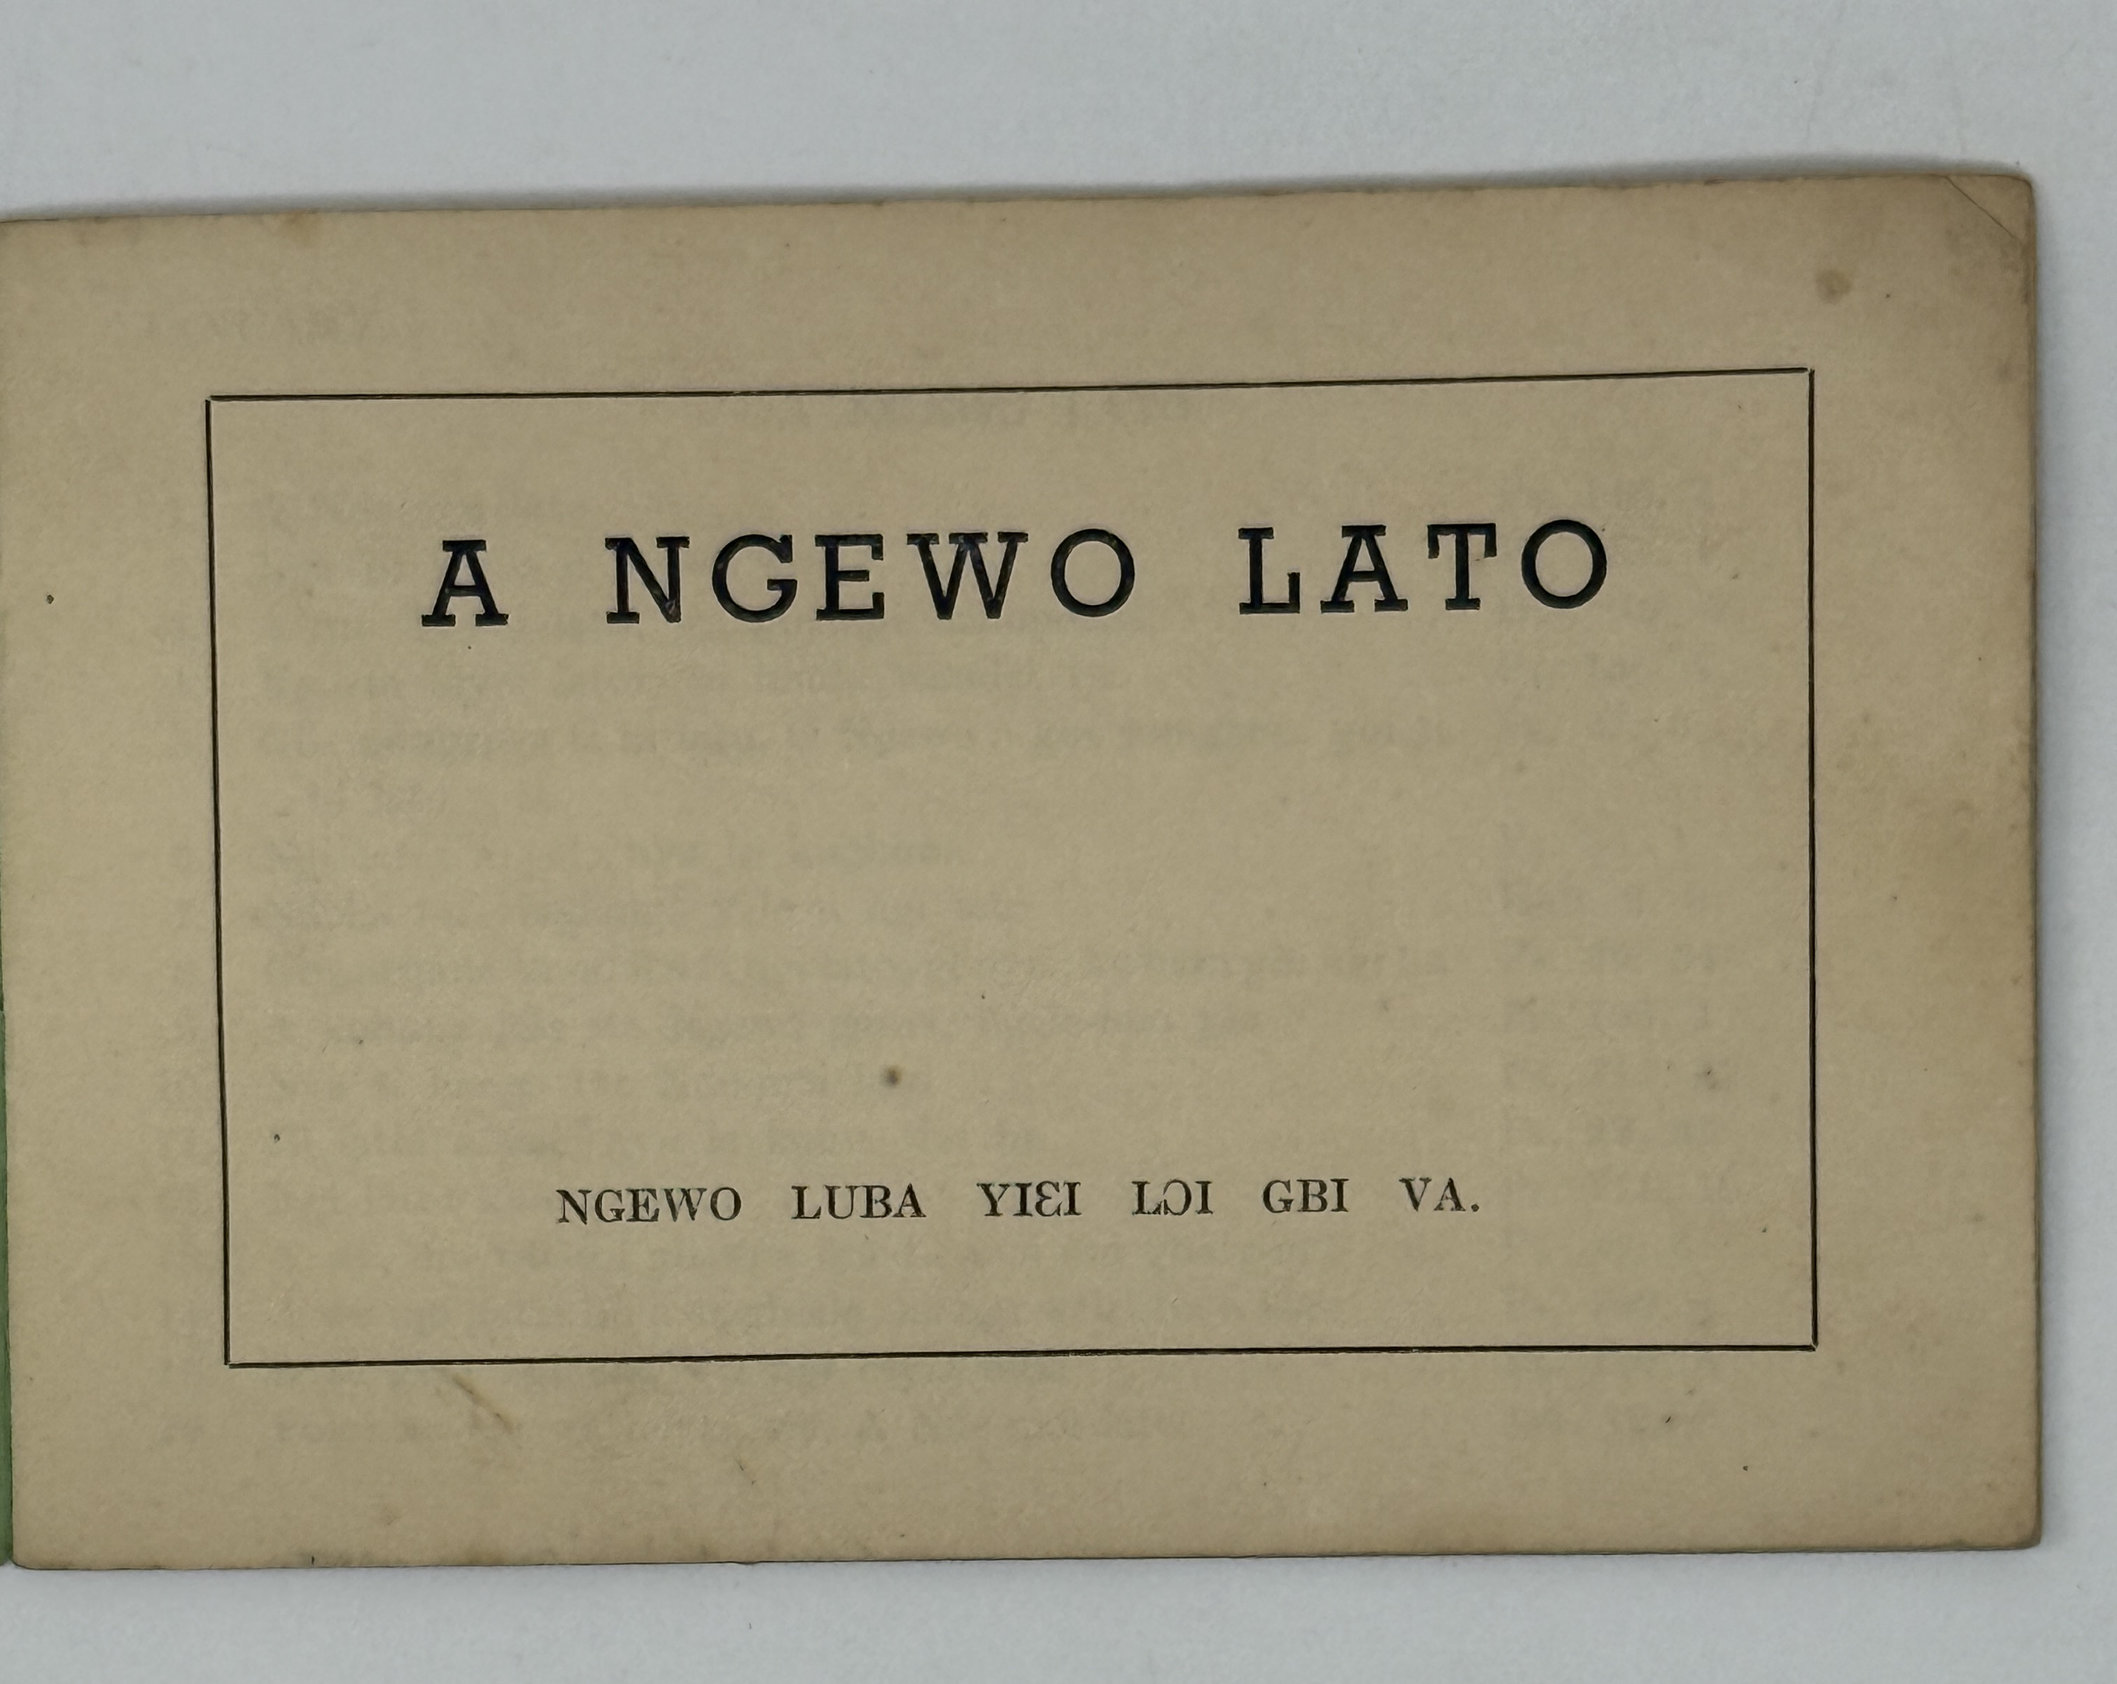 A NGEWO LATO
NGEWO LUBA YIƐI LƆI GBI VA.